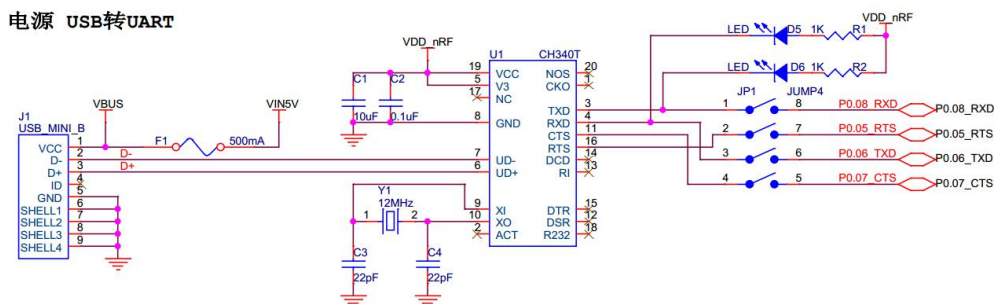 电源 USB转UART
VDD_nRF
LED D5 1K R1
VDD_nRF
LED D6 1K R2
U1 CH340T
19 VCC NOS 20
5 V3 CKO
17 NC
C1 C2
10uF 0.1uF
8 GND
TXD 3
RXD 4
CTS 11
RTS 16
DCD 14
RI 13
7 UD-
6 UD+
9 XI
10 XO
2 ACT
DTR 15
DSR 12
R232 18
JP1 JUMP4
1 8 P0.08_RXD P0.08_RXD
2 7 P0.05_RTS P0.05_RTS
3 6 P0.06_TXD P0.06_TXD
4 5 P0.07_CTS P0.07_CTS
VBUS VIN5V
J1
USB_MINI_B
F1 500mA
VCC 1
D- 2 D-
D+ 3 D+
ID 4
GND 5
SHELL1 6
SHELL2 7
SHELL3 8
SHELL4 9
Y1
12MHz
1 2
C3 C4
22pF 22pF